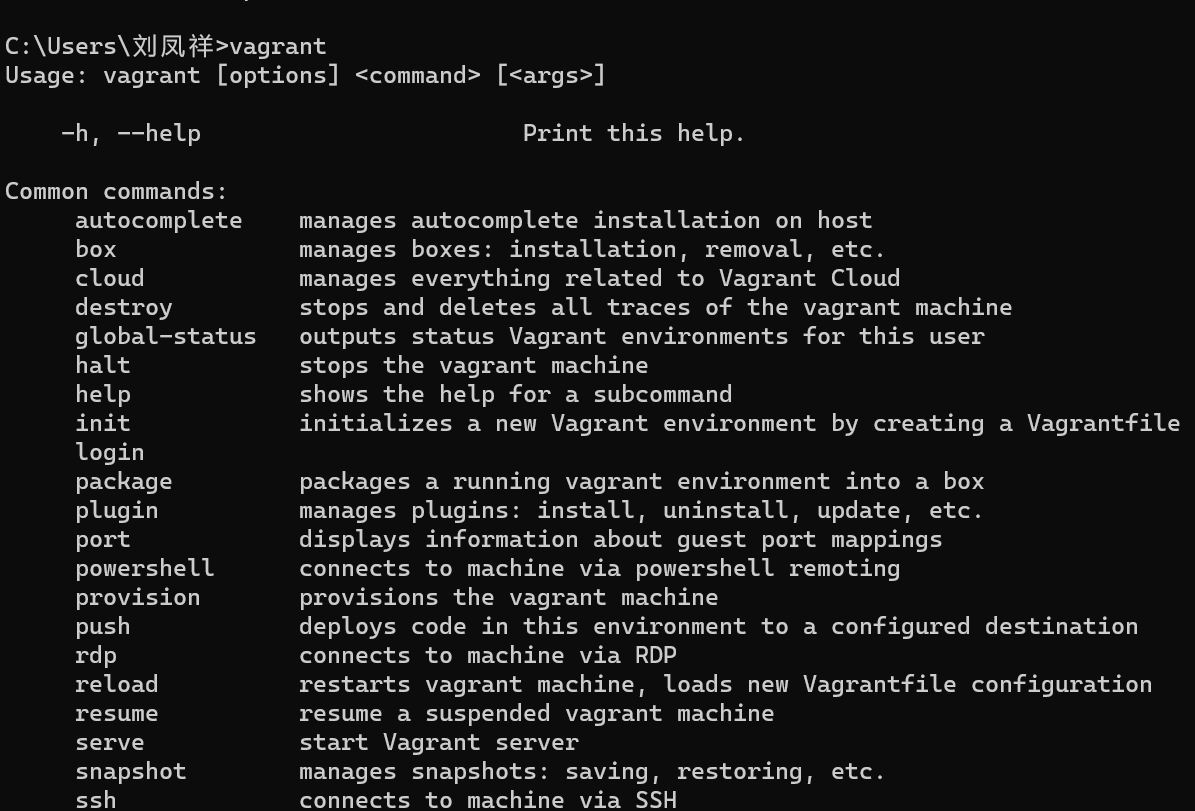 C:\Users\刘凤祥>vagrant
Usage: vagrant [options] <command> [<args>]
-h, --help                       Print this help.
Common commands:
autocomplete    manages autocomplete installation on host
box             manages boxes: installation, removal, etc.
cloud           manages everything related to Vagrant Cloud
destroy         stops and deletes all traces of the vagrant machine
global-status   outputs status Vagrant environments for this user
halt            stops the vagrant machine
help            shows the help for a subcommand
init            initializes a new Vagrant environment by creating a Vagrantfile
login
package         packages a running vagrant environment into a box
plugin          manages plugins: install, uninstall, update, etc.
port            displays information about guest port mappings
powershell      connects to machine via powershell remoting
provision       provisions the vagrant machine
push            deploys code in this environment to a configured destination
rdp             connects to machine via RDP
reload          restarts vagrant machine, loads new Vagrantfile configuration
resume          resume a suspended vagrant machine
serve           start Vagrant server
snapshot        manages snapshots: saving, restoring, etc.
ssh             connects to machine via SSH